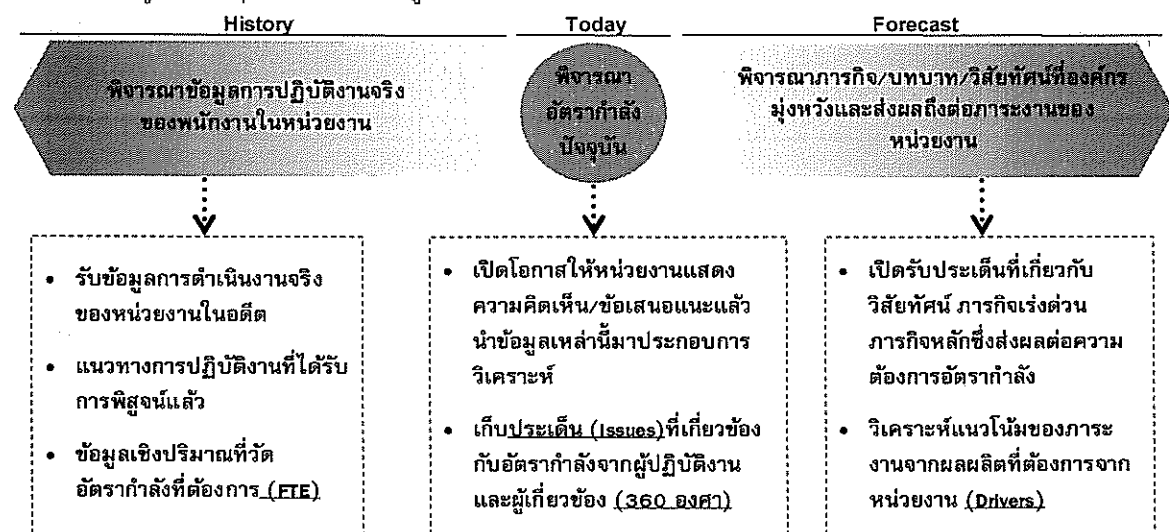 History
Today
Forecast
พิจารณาข้อมูลการปฏิบัติงานจริง
ของพนักงานในหน่วยงาน
พิจารณา
อัตรากำลัง
ปัจจุบัน
พิจารณาภารกิจ/บทบาท/วิสัยทัศน์ที่องค์กร
มุ่งหวังและส่งผลถึงต่อภาระงานของ
หน่วยงาน
• รับข้อมูลการดำเนินงานจริง
ของหน่วยงานในอดีต
• แนวทางการปฏิบัติงานที่ได้รับ
การพิสูจน์แล้ว
• ข้อมูลเชิงปริมาณที่วัด
อัตรากำลังที่ต้องการ (FTE)
• เปิดโอกาสให้หน่วยงานแสดง
ความคิดเห็น/ข้อเสนอแนะแล้ว
นำข้อมูลเหล่านี้มาประกอบการ
วิเคราะห์
• เก็บประเด็น (Issues)ที่เกี่ยวข้อง
กับอัตรากำลังจากผู้ปฏิบัติงาน
และผู้เกี่ยวข้อง (360 องศา)
• เปิดรับประเด็นที่เกี่ยวกับ
วิสัยทัศน์ ภารกิจเร่งด่วน
ภารกิจหลักซึ่งส่งผลต่อความ
ต้องการอัตรากำลัง
• วิเคราะห์แนวโน้มของภาระ
งานจากผลผลิตที่ต้องการจาก
หน่วยงาน (Drivers)